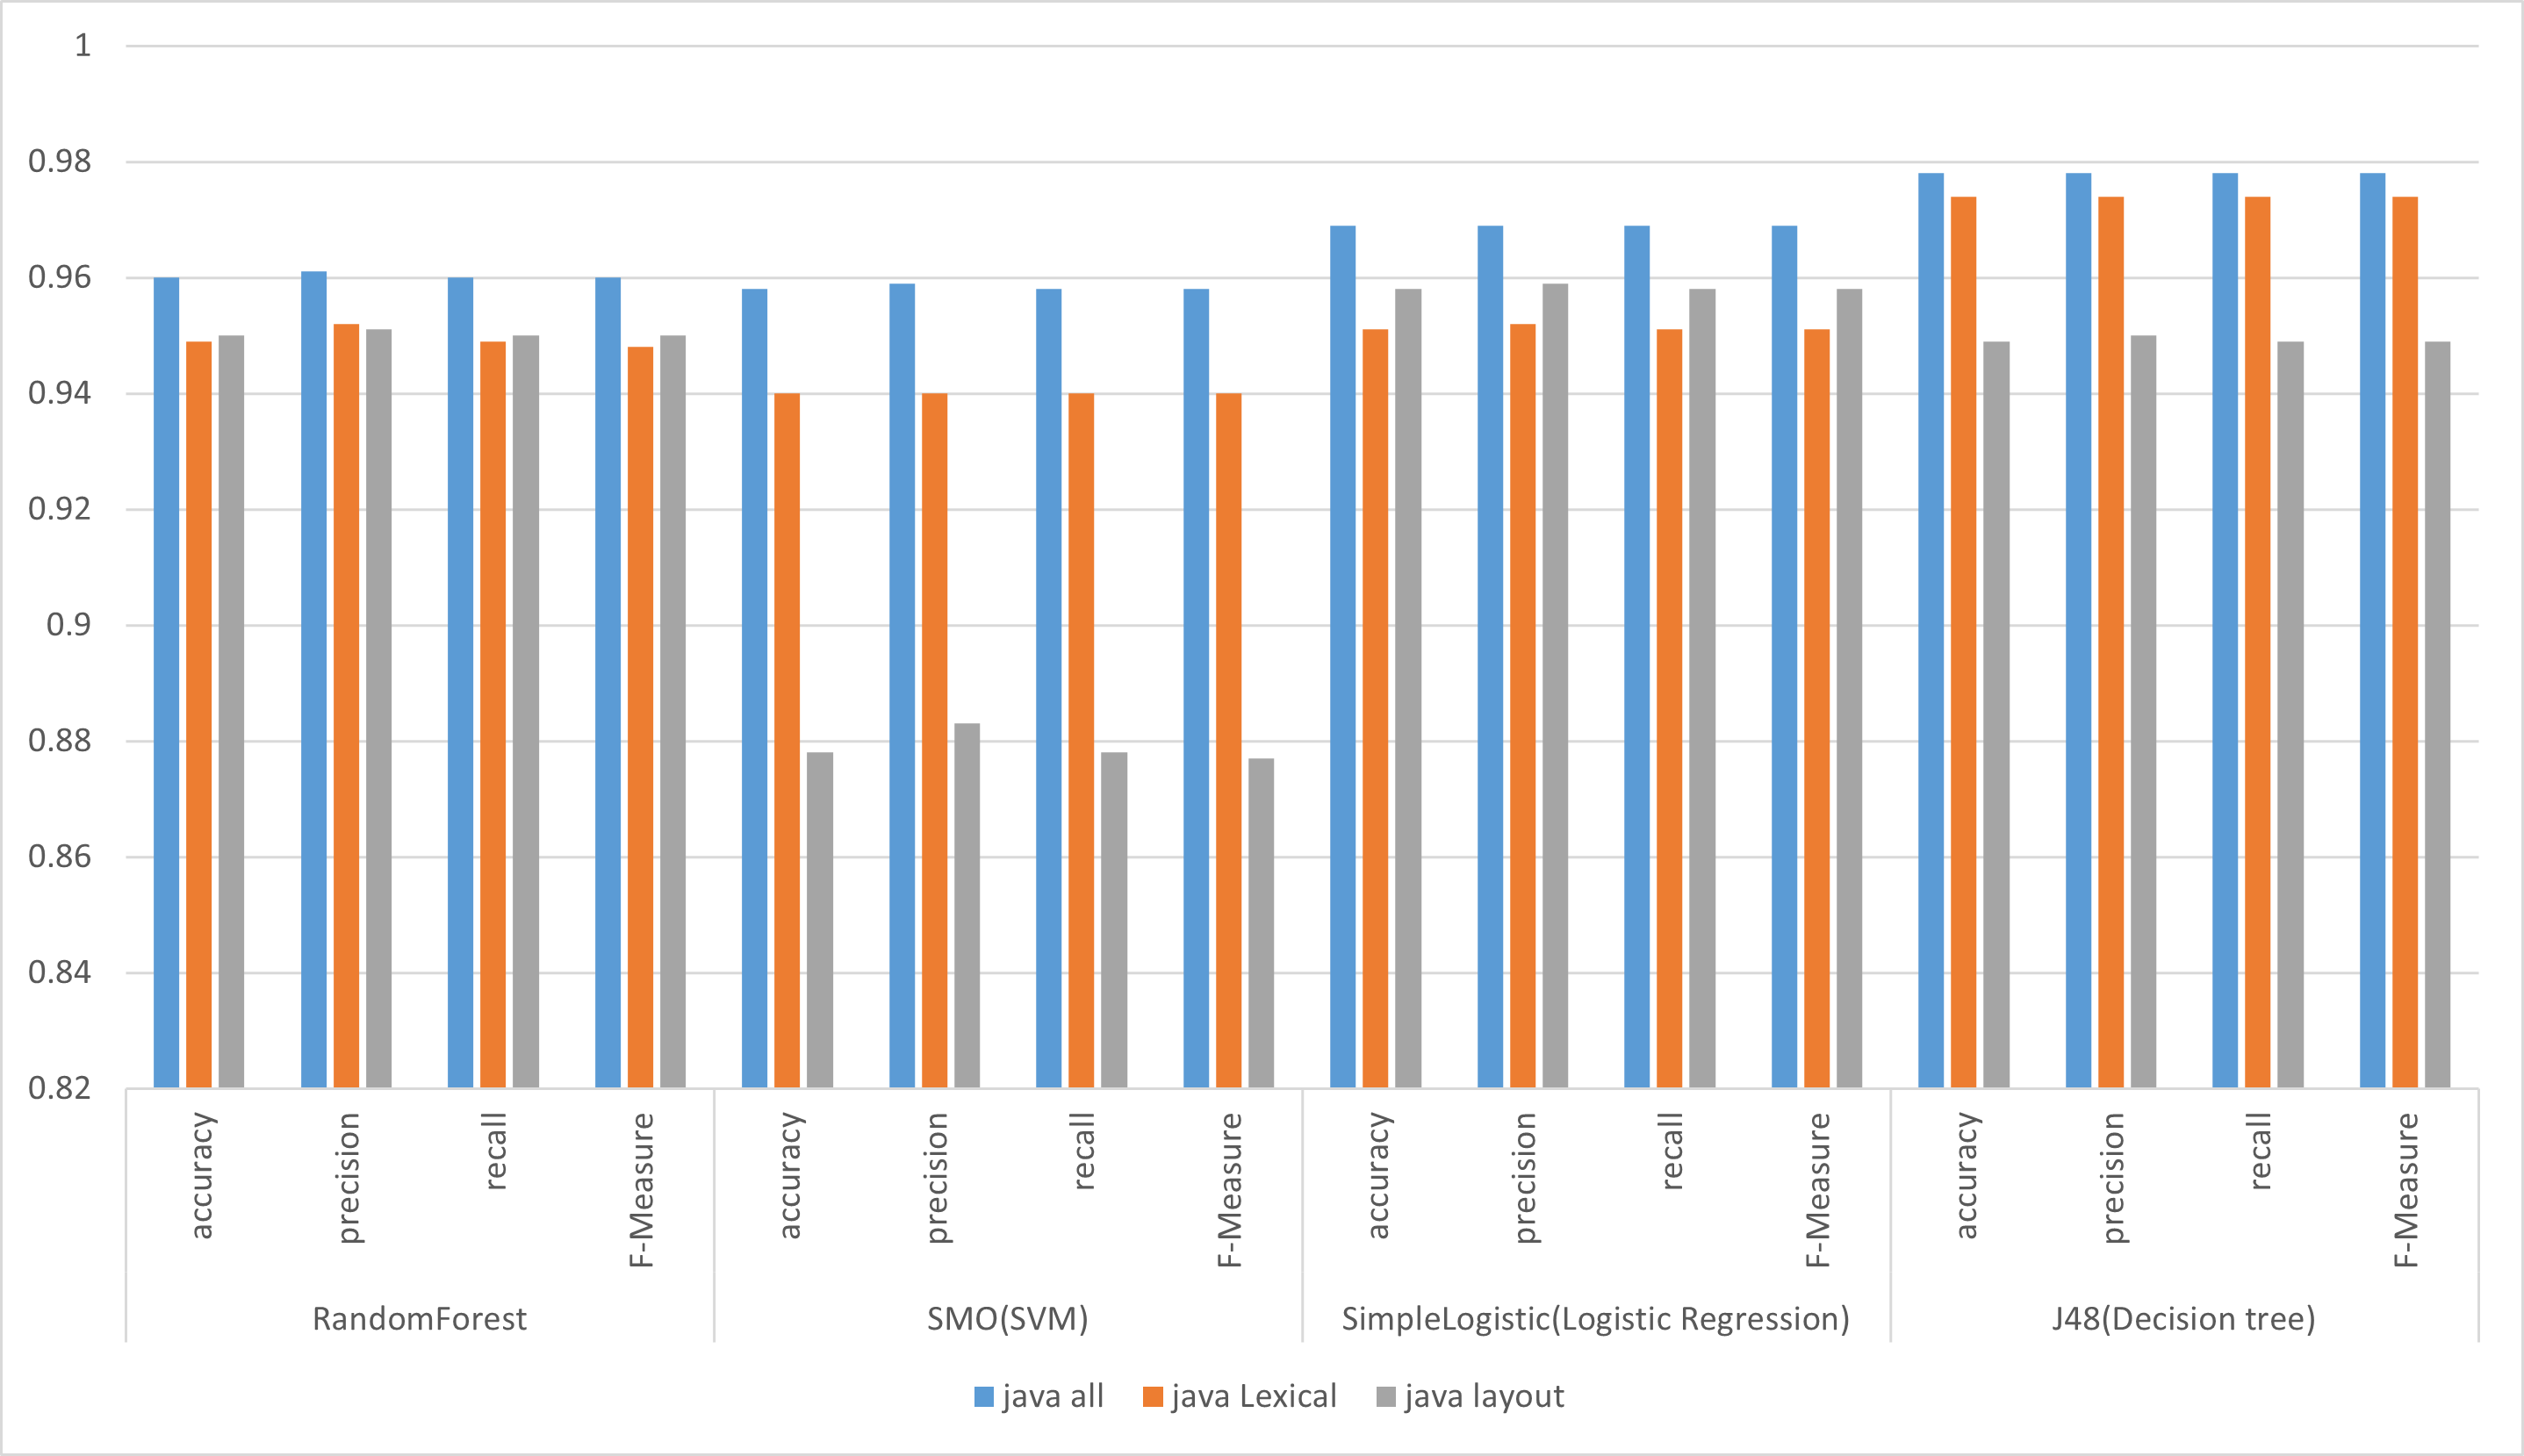 1
0.98
0.96
0.94
0.92
0.9
0.88
0.86
0.84
0.82
accuracy
precision
recall
F-Measure
accuracy
precision
recall
F-Measure
accuracy
precision
recall
F-Measure
accuracy
precision
recall
F-Measure
RandomForest
SMO(SVM)
SimpleLogistic(Logistic Regression)
J48(Decision tree)
java all
java Lexical
java layout